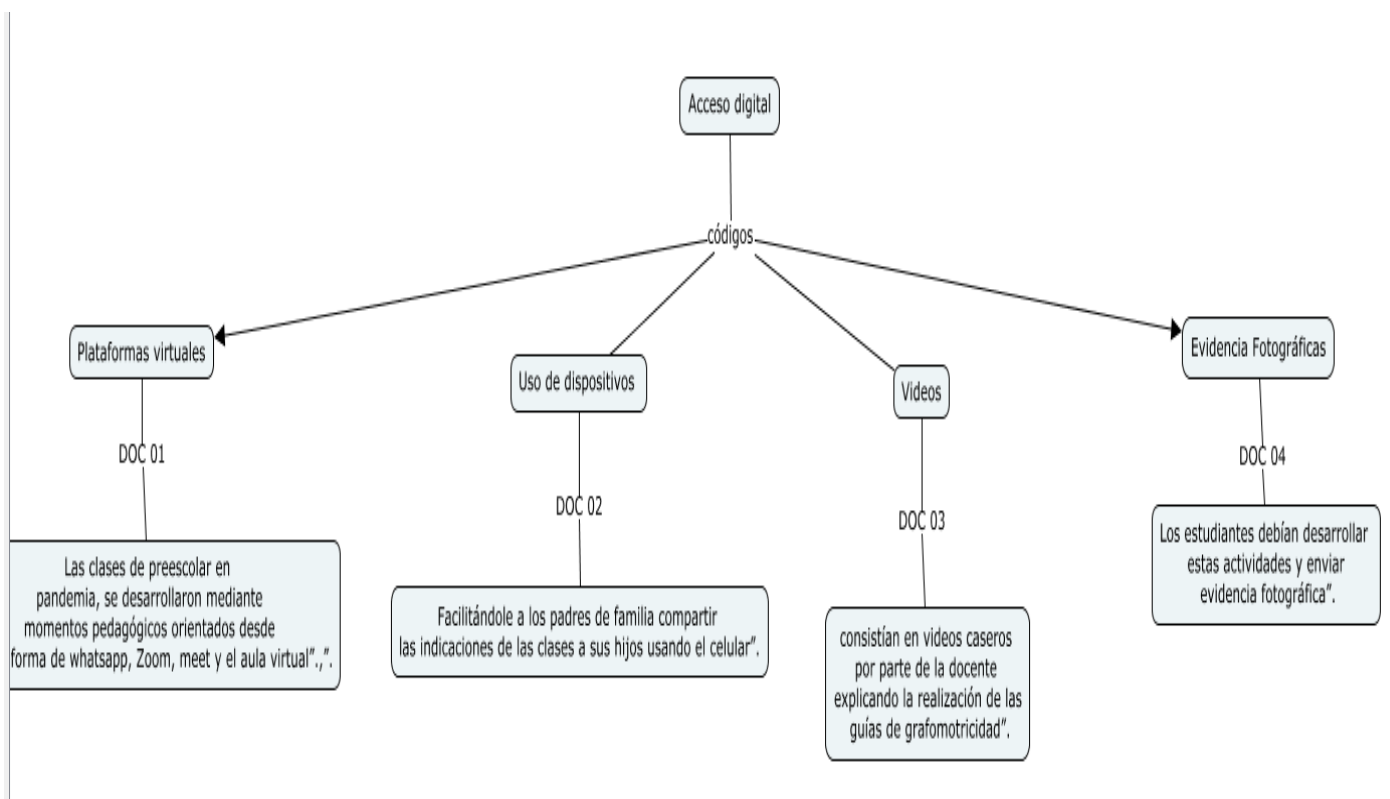 Acceso digital
códigos
Plataformas virtuales
DOC 01
Las clases de preescolar en
pandemia, se desarrollaron mediante
momentos pedagógicos orientados desde
forma de whatsapp, Zoom, meet y el aula virtual”.,”.
Uso de dispositivos
DOC 02
Facilitándole a los padres de familia compartir
las indicaciones de las clases a sus hijos usando el celular”.
Videos
DOC 03
consistían en videos caseros
por parte de la docente
explicando la realización de las
guías de grafomotricidad”.
Evidencia Fotográficas
DOC 04
Los estudiantes debían desarrollar
estas actividades y enviar
evidencia fotográfica”.